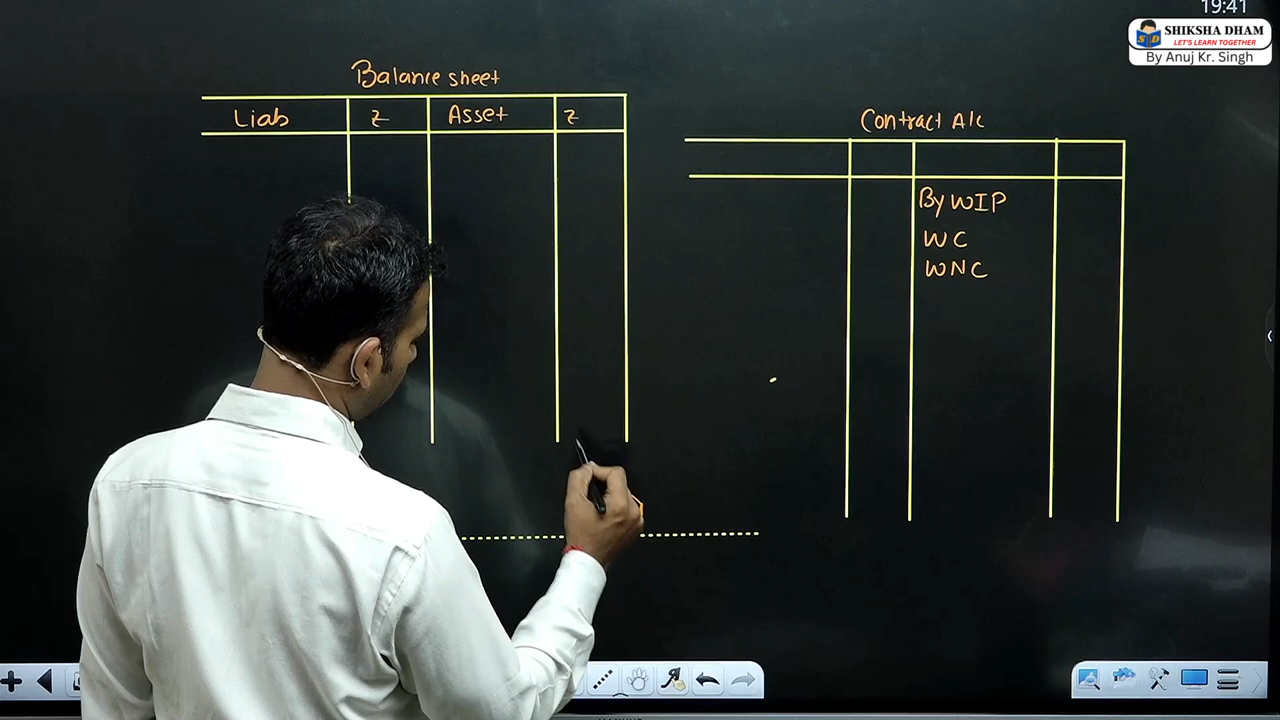 19:41
SHIKSHA DHAM
LET'S LEARN TOGETHER
By Anuj Kr. Singh
S D
Balance sheet
Liab z Asset z
Contract A/c
By WIP
WC
WNC